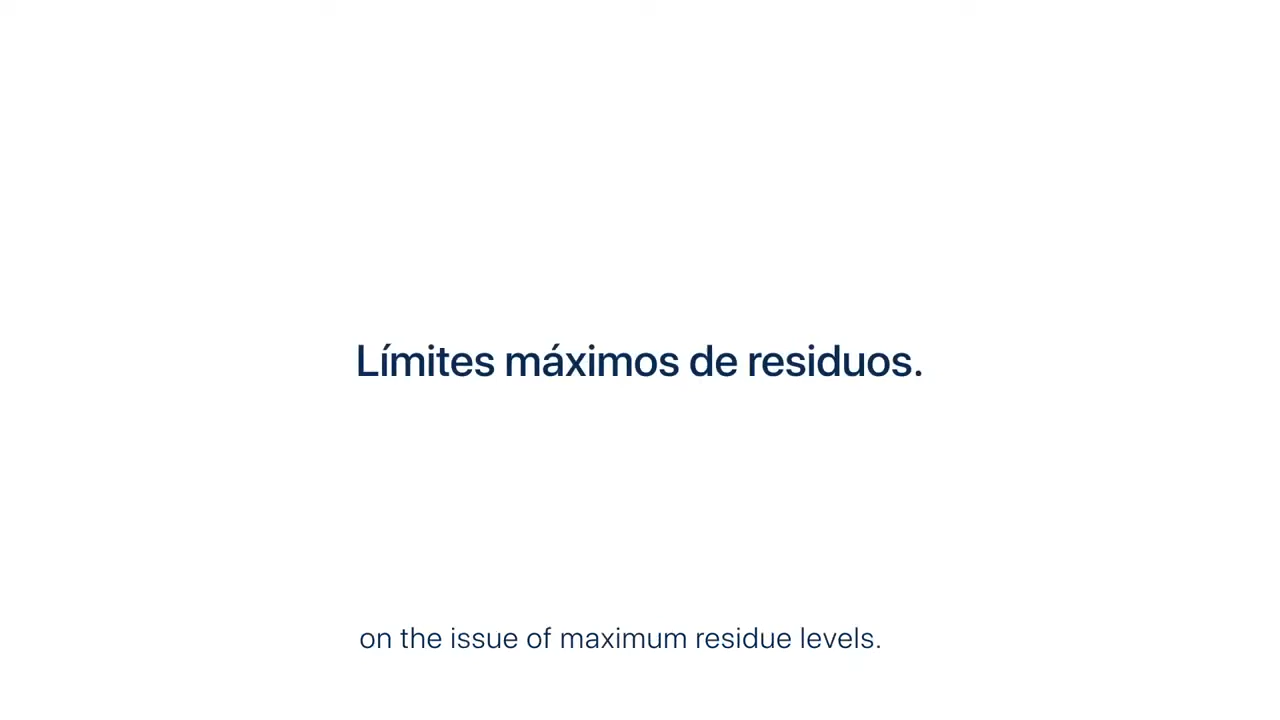 Límites máximos de residuos.
on the issue of maximum residue levels.